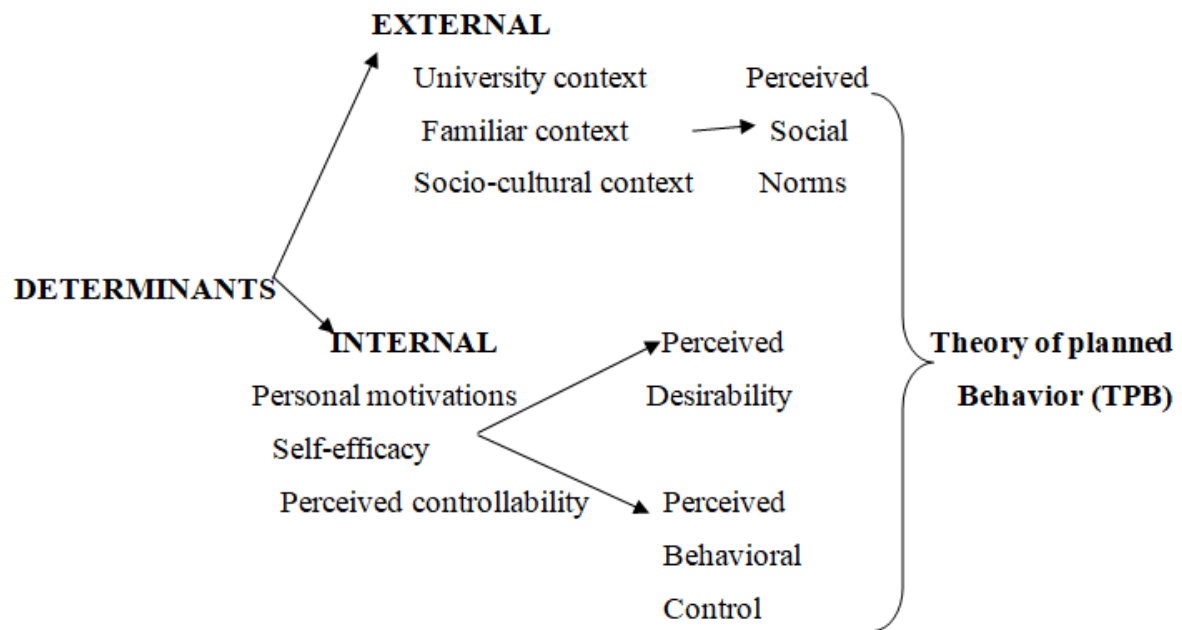 EXTERNAL
University context
Familiar context
Socio-cultural context
Perceived
Social
Norms
DETERMINANTS
INTERNAL
Personal motivations
Self-efficacy
Perceived controllability
Perceived
Desirability
Perceived
Behavioral
Control
Theory of planned
Behavior (TPB)